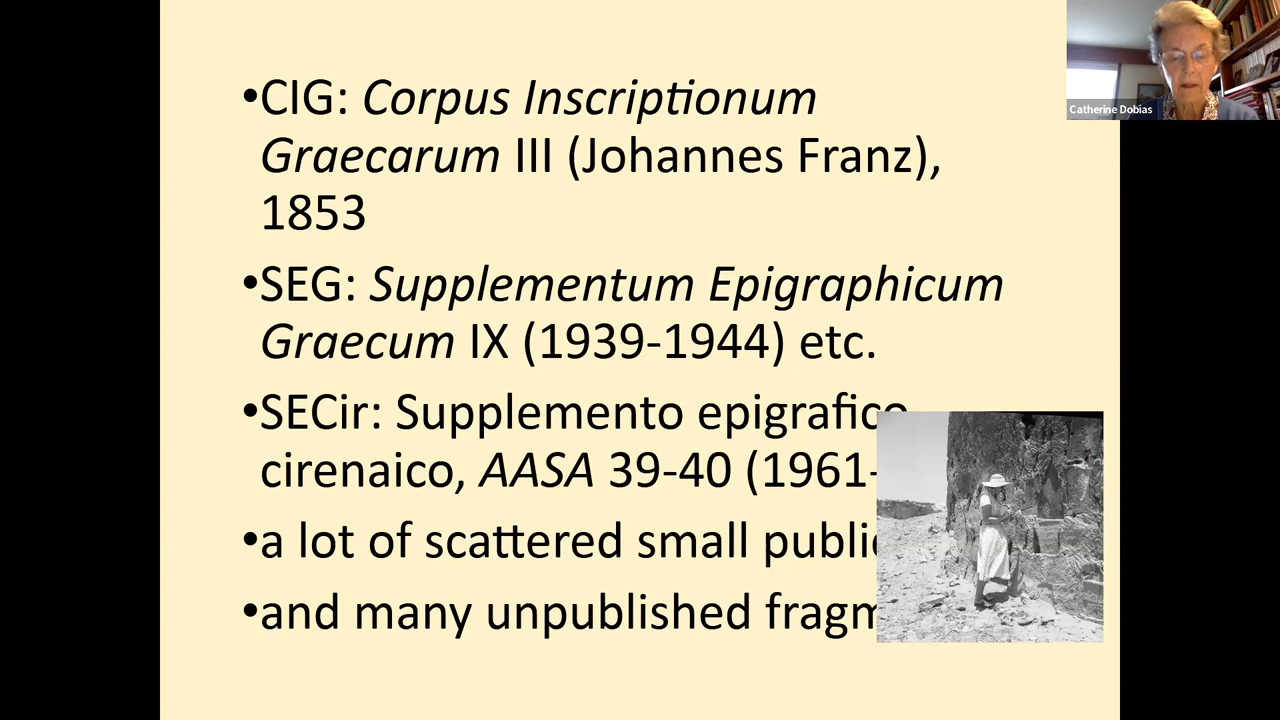 •CIG: Corpus Inscriptionum
Graecarum III (Johannes Franz),
1853
•SEG: Supplementum Epigraphicum
Graecum IX (1939-1944) etc.
•SECir: Supplemento epigrafico
cirenaico, AASA 39-40 (1961-
•a lot of scattered small
•and many unpublished
Catherine Dobias